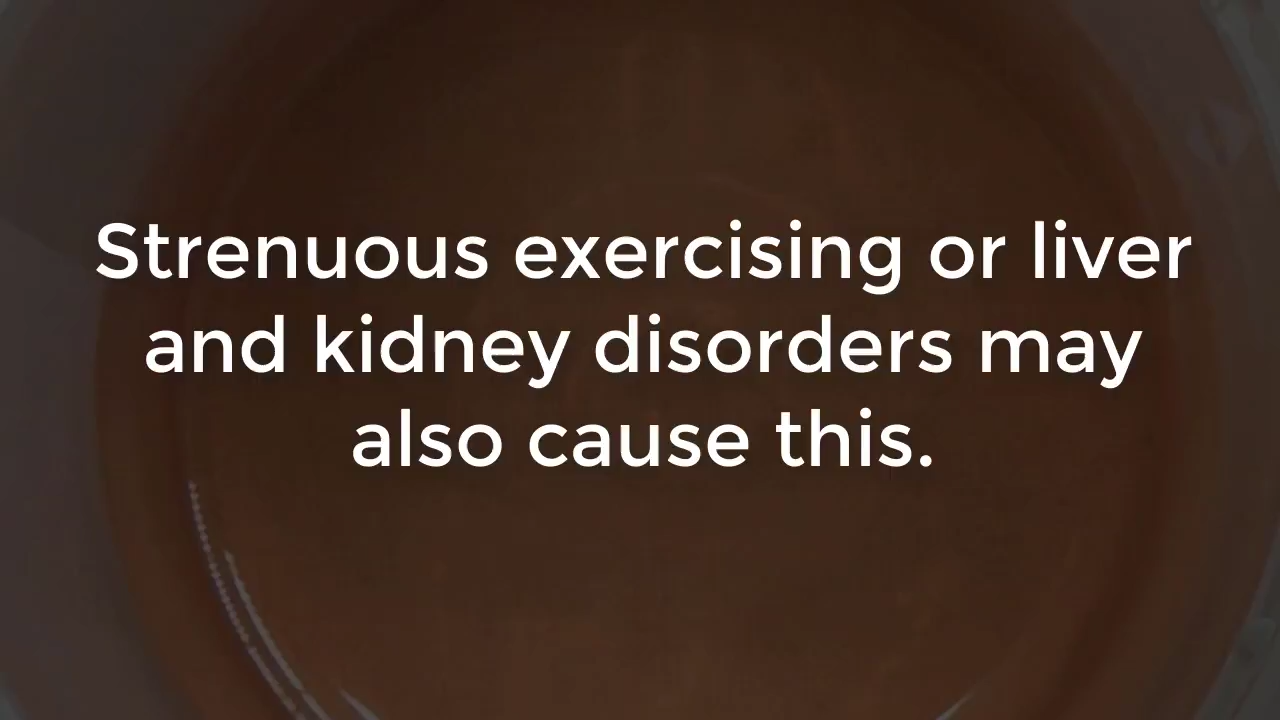 Strenuous exercising or liver
and kidney disorders may
also cause this.